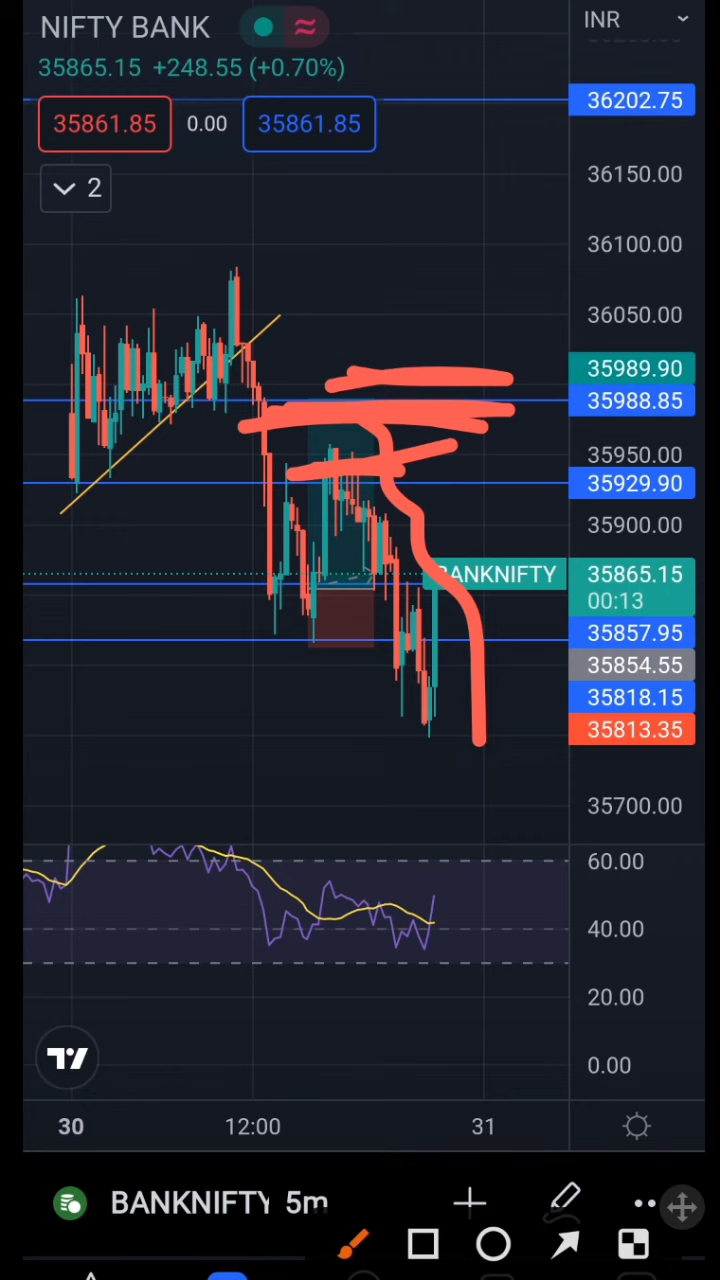 NIFTY BANK
INR
35865.15 +248.55 (+0.70%)
36202.75
35861.85 0.00 35861.85
2
36150.00
36100.00
36050.00
35989.90
35988.85
35950.00
35929.90
35900.00
BANKNIFTY 35865.15
00:13
35857.95
35854.55
35818.15
35813.35
35700.00
60.00
40.00
20.00
0.00
30 12:00 31
BANKNIFTY 5m